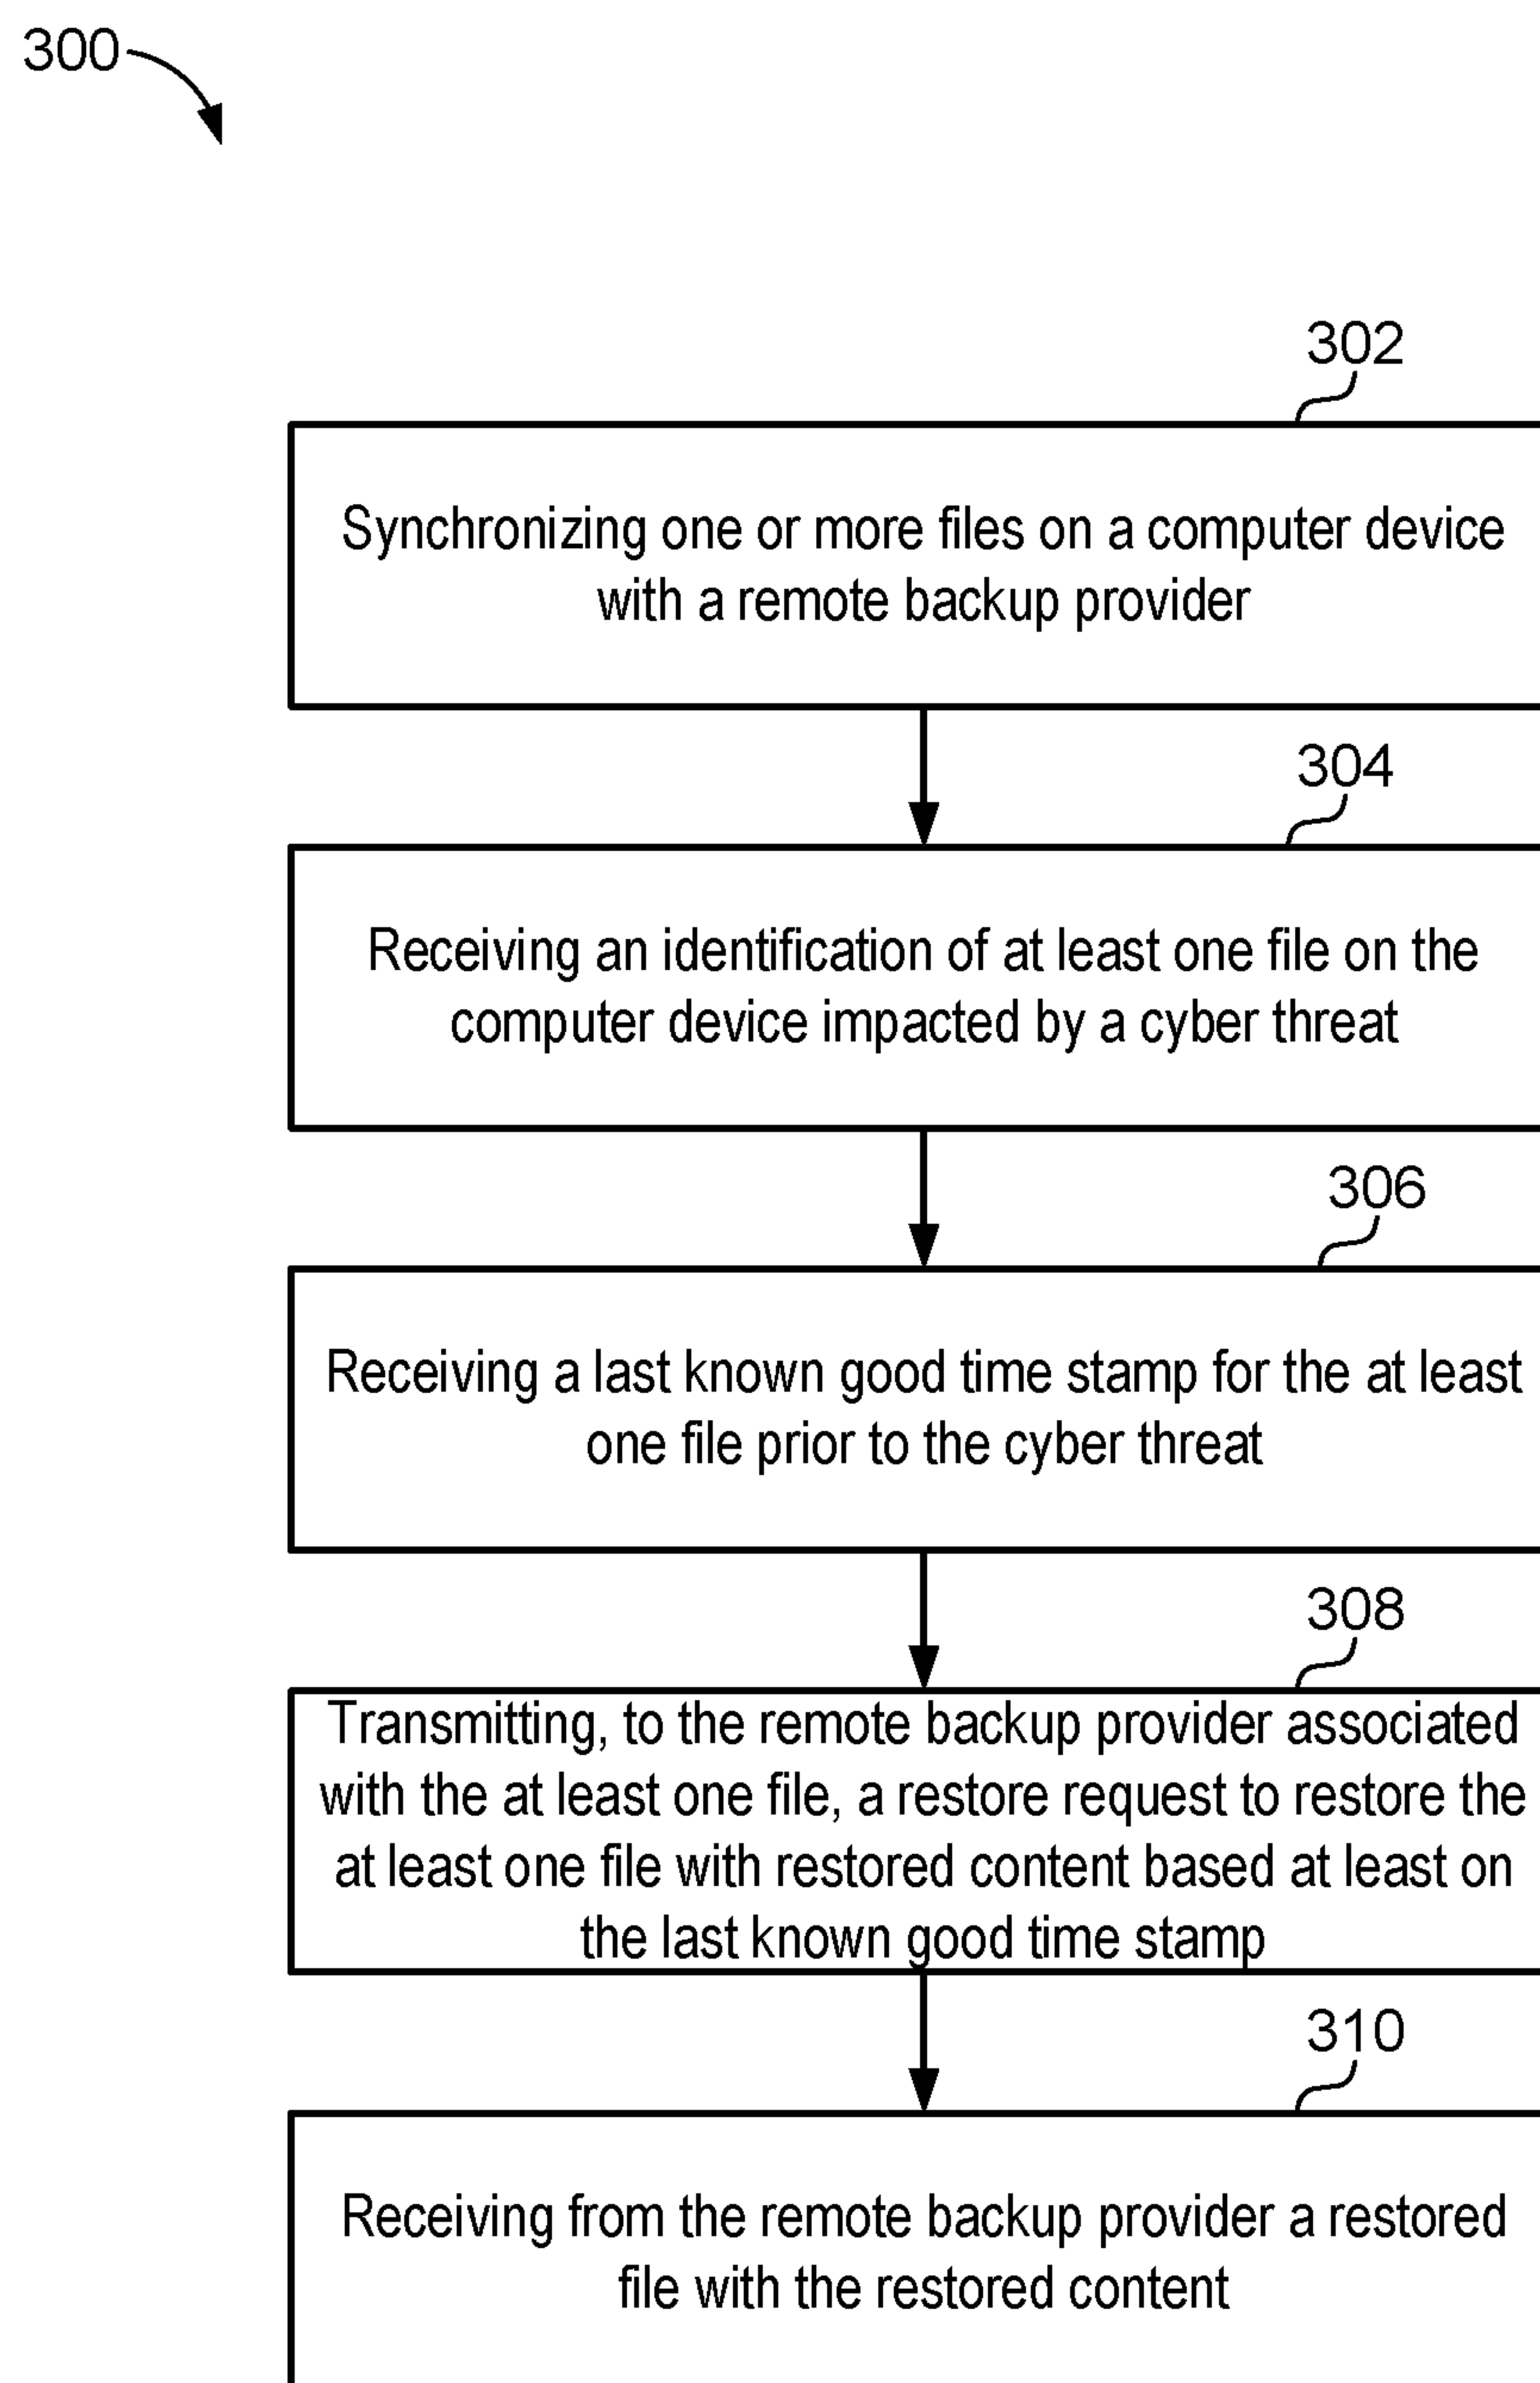 300
302
Synchronizing one or more files on a computer device
with a remote backup provider
304
Receiving an identification of at least one file on the
computer device impacted by a cyber threat
306
Receiving a last known good time stamp for the at least
one file prior to the cyber threat
308
Transmitting, to the remote backup provider associated
with the at least one file, a restore request to restore the
at least one file with restored content based at least on
the last known good time stamp
310
Receiving from the remote backup provider a restored
file with the restored content